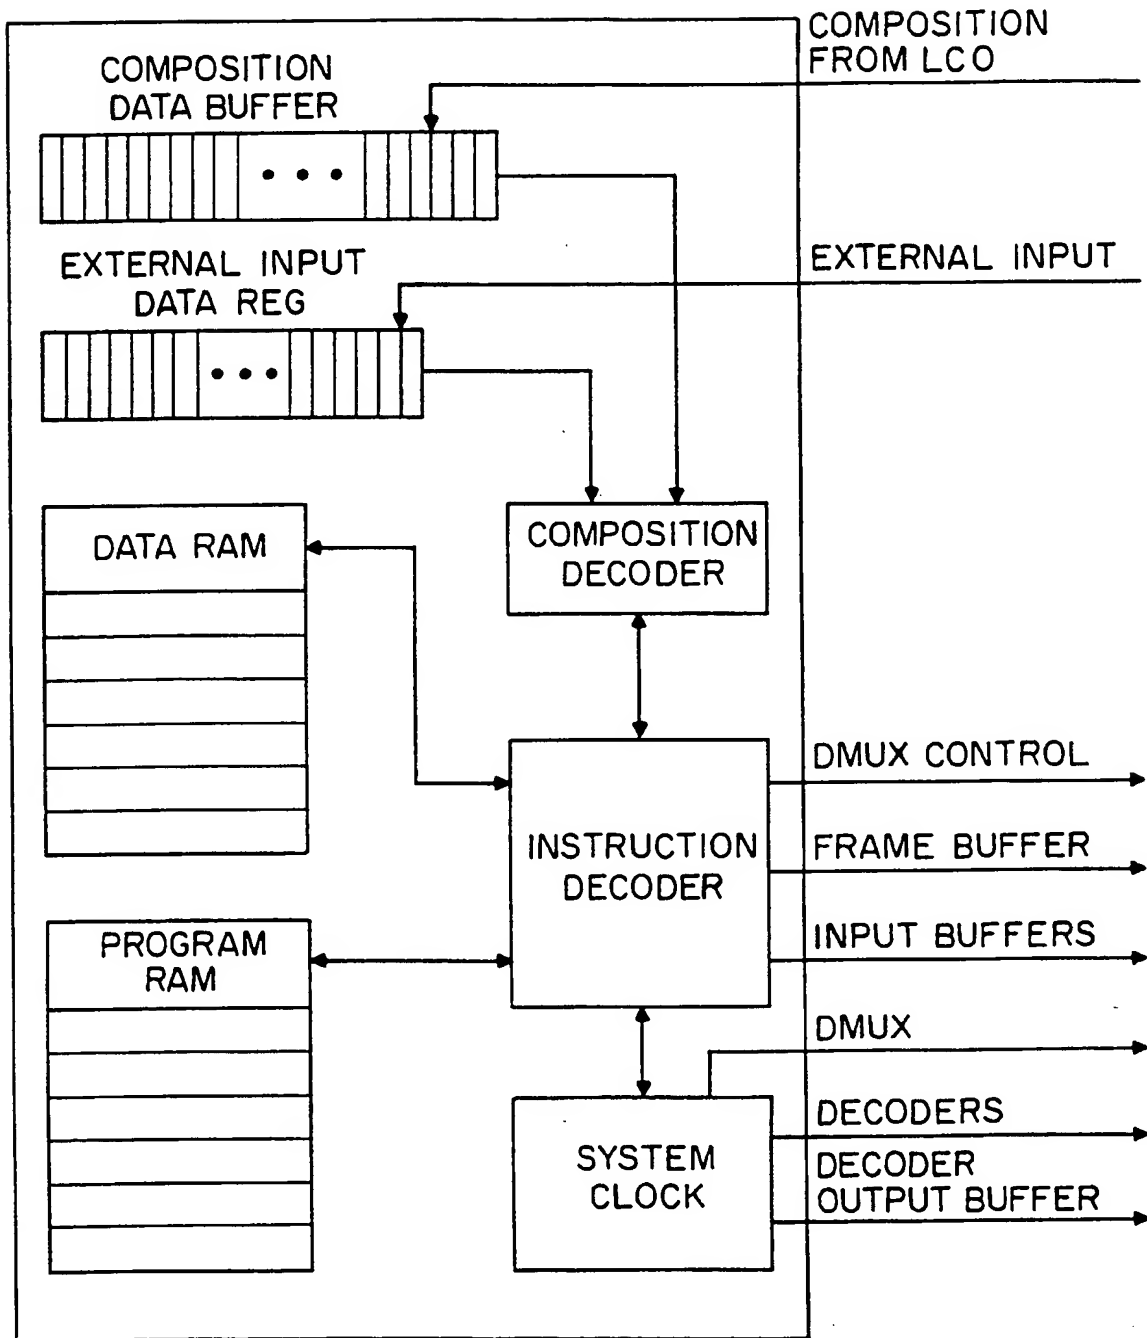 COMPOSITION
FROM LCO
COMPOSITION
DATA BUFFER
EXTERNAL INPUT
EXTERNAL INPUT
DATA REG
DATA RAM
COMPOSITION
DECODER
DMUX CONTROL
INSTRUCTION
DECODER
FRAME BUFFER
INPUT BUFFERS
PROGRAM
RAM
DMUX
SYSTEM
CLOCK
DECODERS
DECODER
OUTPUT BUFFER